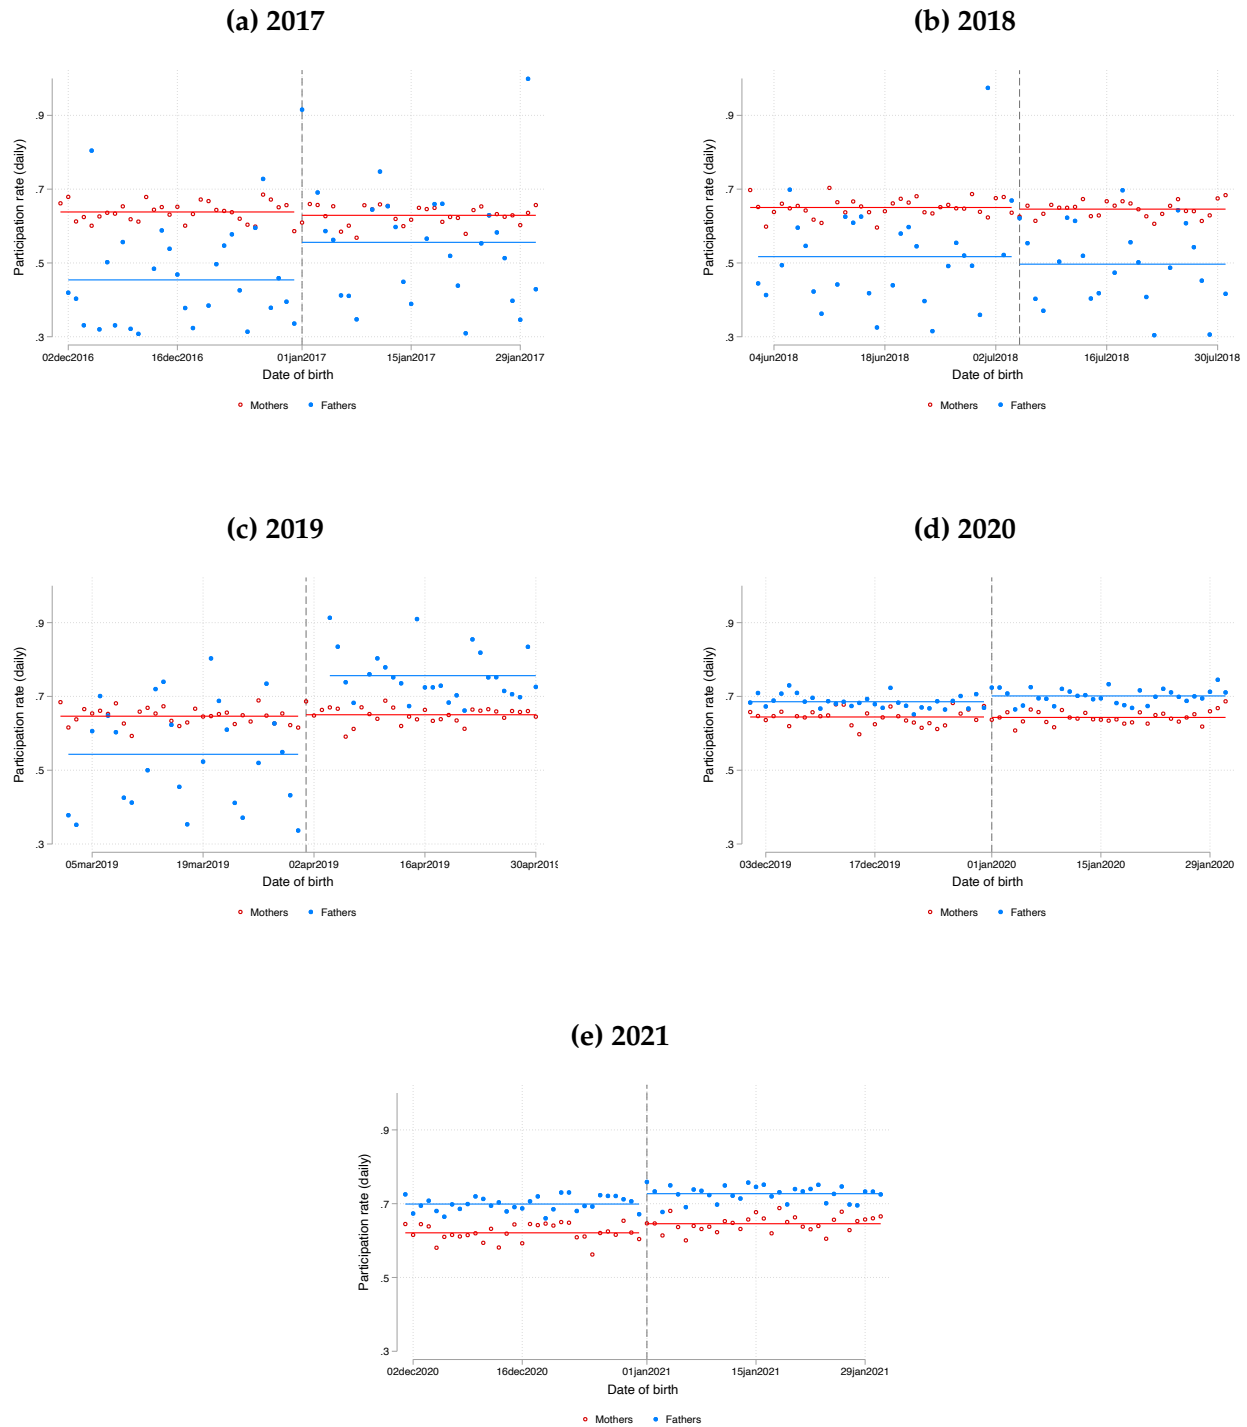 (a) 2017
(b) 2018
Participation rate (daily)
.9
.7
.5
.3
02dec2016 16dec2016 01jan2017 15jan2017 29jan2017
Date of birth
Mothers Fathers
Participation rate (daily)
.9
.7
.5
.3
04jun2018 18jun2018 02jul2018 16jul2018 30jul2018
Date of birth
Mothers Fathers
(c) 2019
(d) 2020
Participation rate (daily)
.9
.7
.5
.3
05mar2019 19mar2019 02apr2019 16apr2019 30apr2019
Date of birth
Mothers Fathers
Participation rate (daily)
.9
.7
.5
.3
03dec2019 17dec2019 01jan2020 15jan2020 29jan2020
Date of birth
Mothers Fathers
(e) 2021
Participation rate (daily)
.9
.7
.5
.3
02dec2020 16dec2020 01jan2021 15jan2021 29jan2021
Date of birth
Mothers Fathers